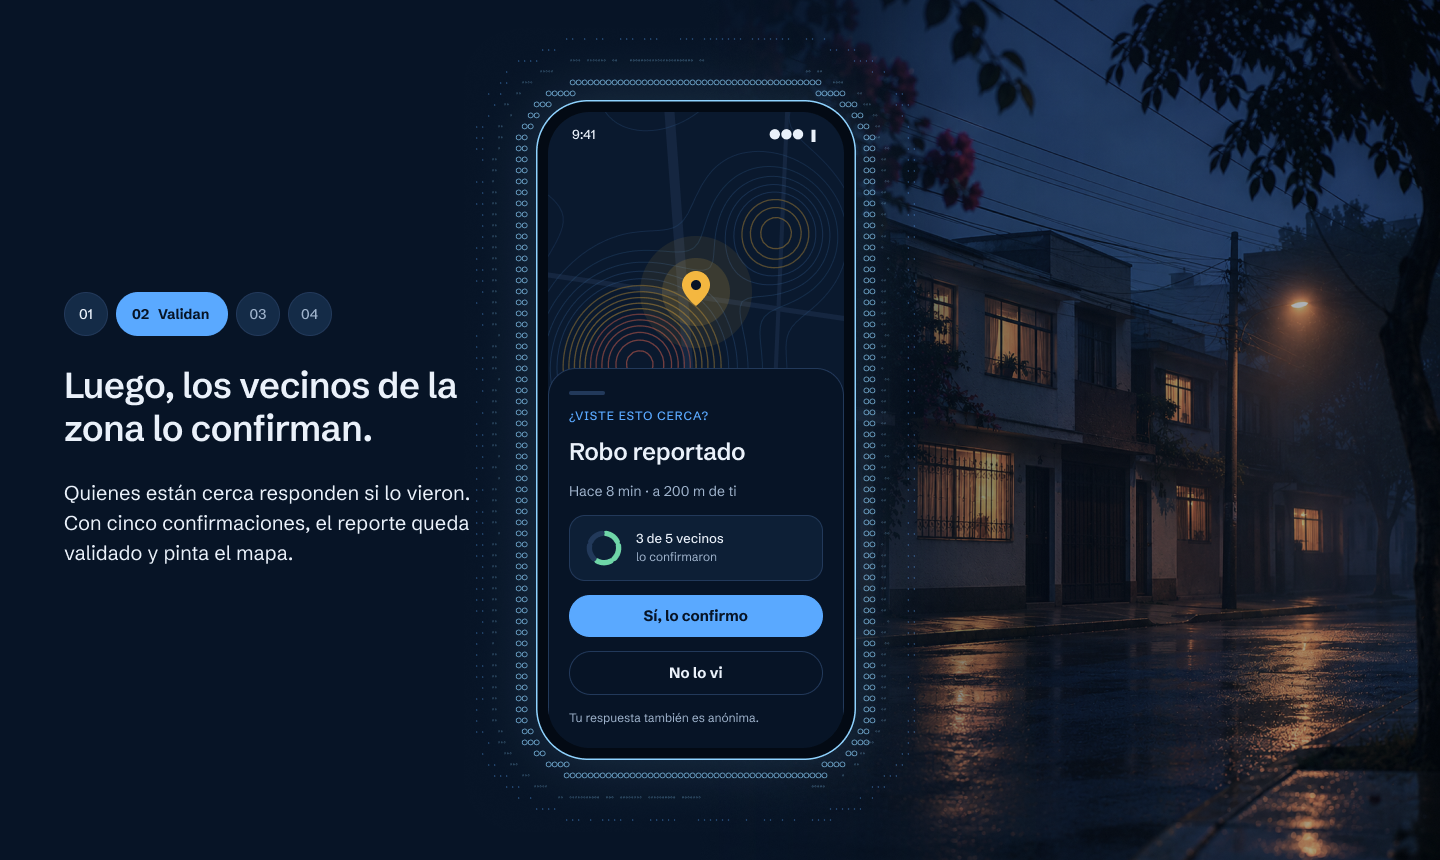 01
02 Validan
03
04
Luego, los vecinos de la
zona lo confirman.
Quienes están cerca responden si lo vieron.
Con cinco confirmaciones, el reporte queda
validado y pinta el mapa.
9:41
¿VISTE ESTO CERCA?
Robo reportado
Hace 8 min · a 200 m de ti
3 de 5 vecinos
lo confirmaron
Sí, lo confirmo
No lo vi
Tu respuesta también es anónima.